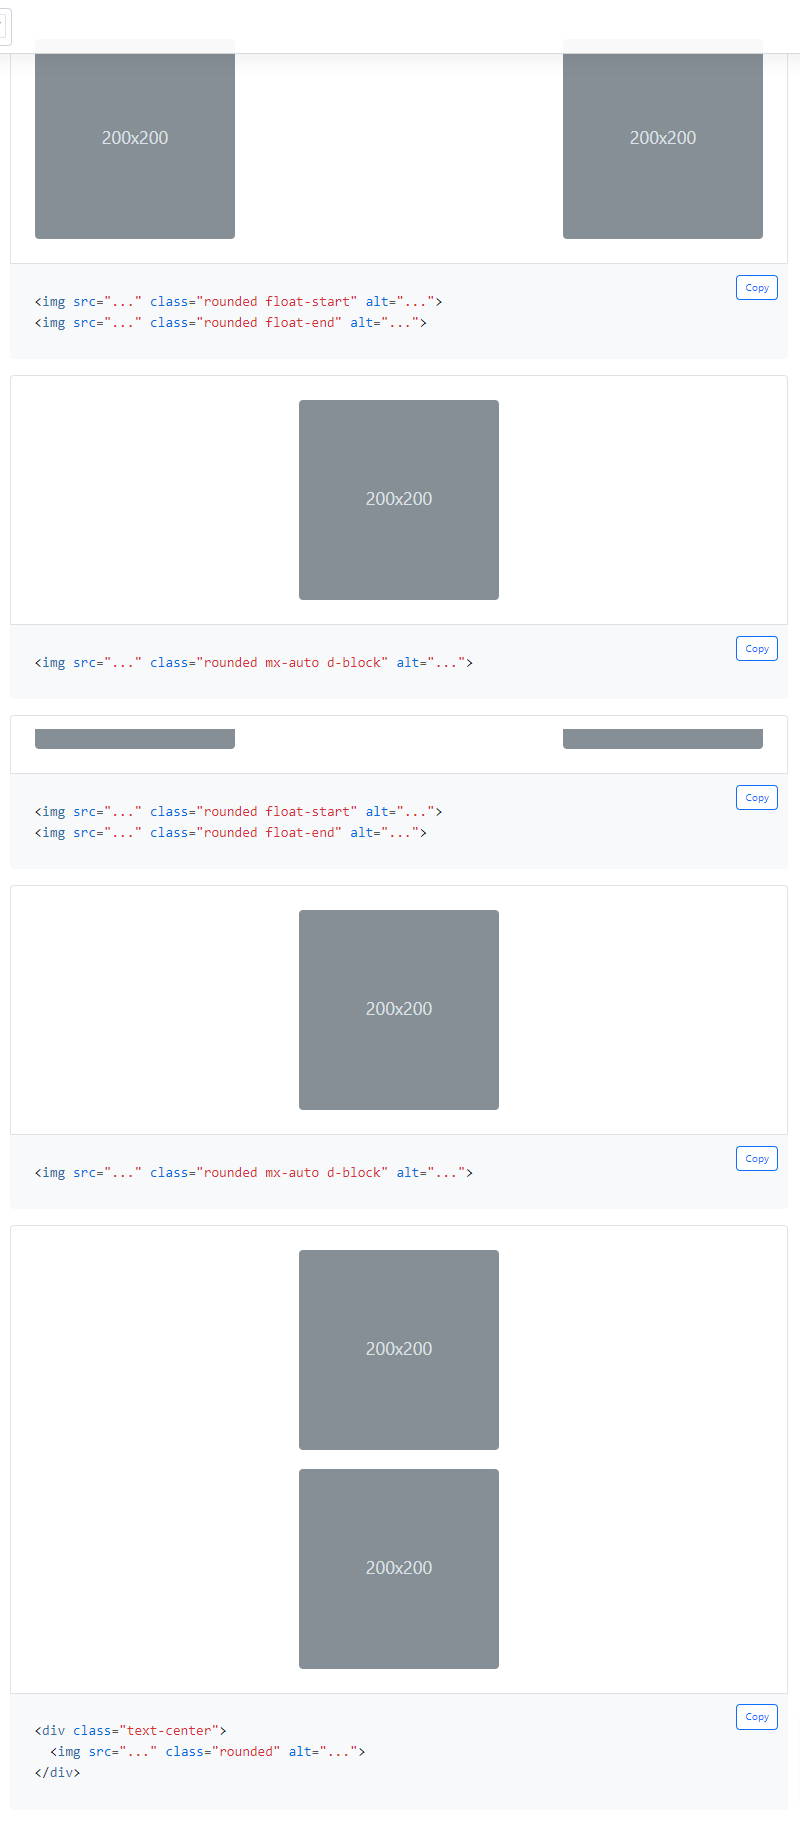 200x200 200x200
Copy
<img src="..." class="rounded float-start" alt="...">
<img src="..." class="rounded float-end" alt="...">
200x200
Copy
<img src="..." class="rounded mx-auto d-block" alt="...">
Copy
<img src="..." class="rounded float-start" alt="...">
<img src="..." class="rounded float-end" alt="...">
200x200
Copy
<img src="..." class="rounded mx-auto d-block" alt="...">
200x200
200x200
Copy
<div class="text-center">
  <img src="..." class="rounded" alt="...">
</div>